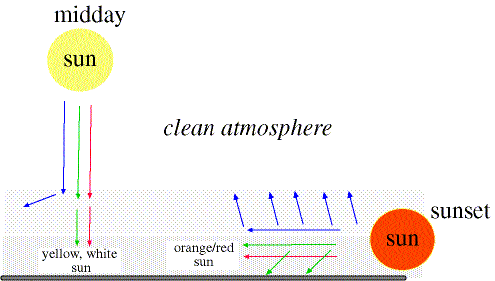 midday
sun
clean atmosphere
sunset
sun
yellow, white
sun
orange/red
sun